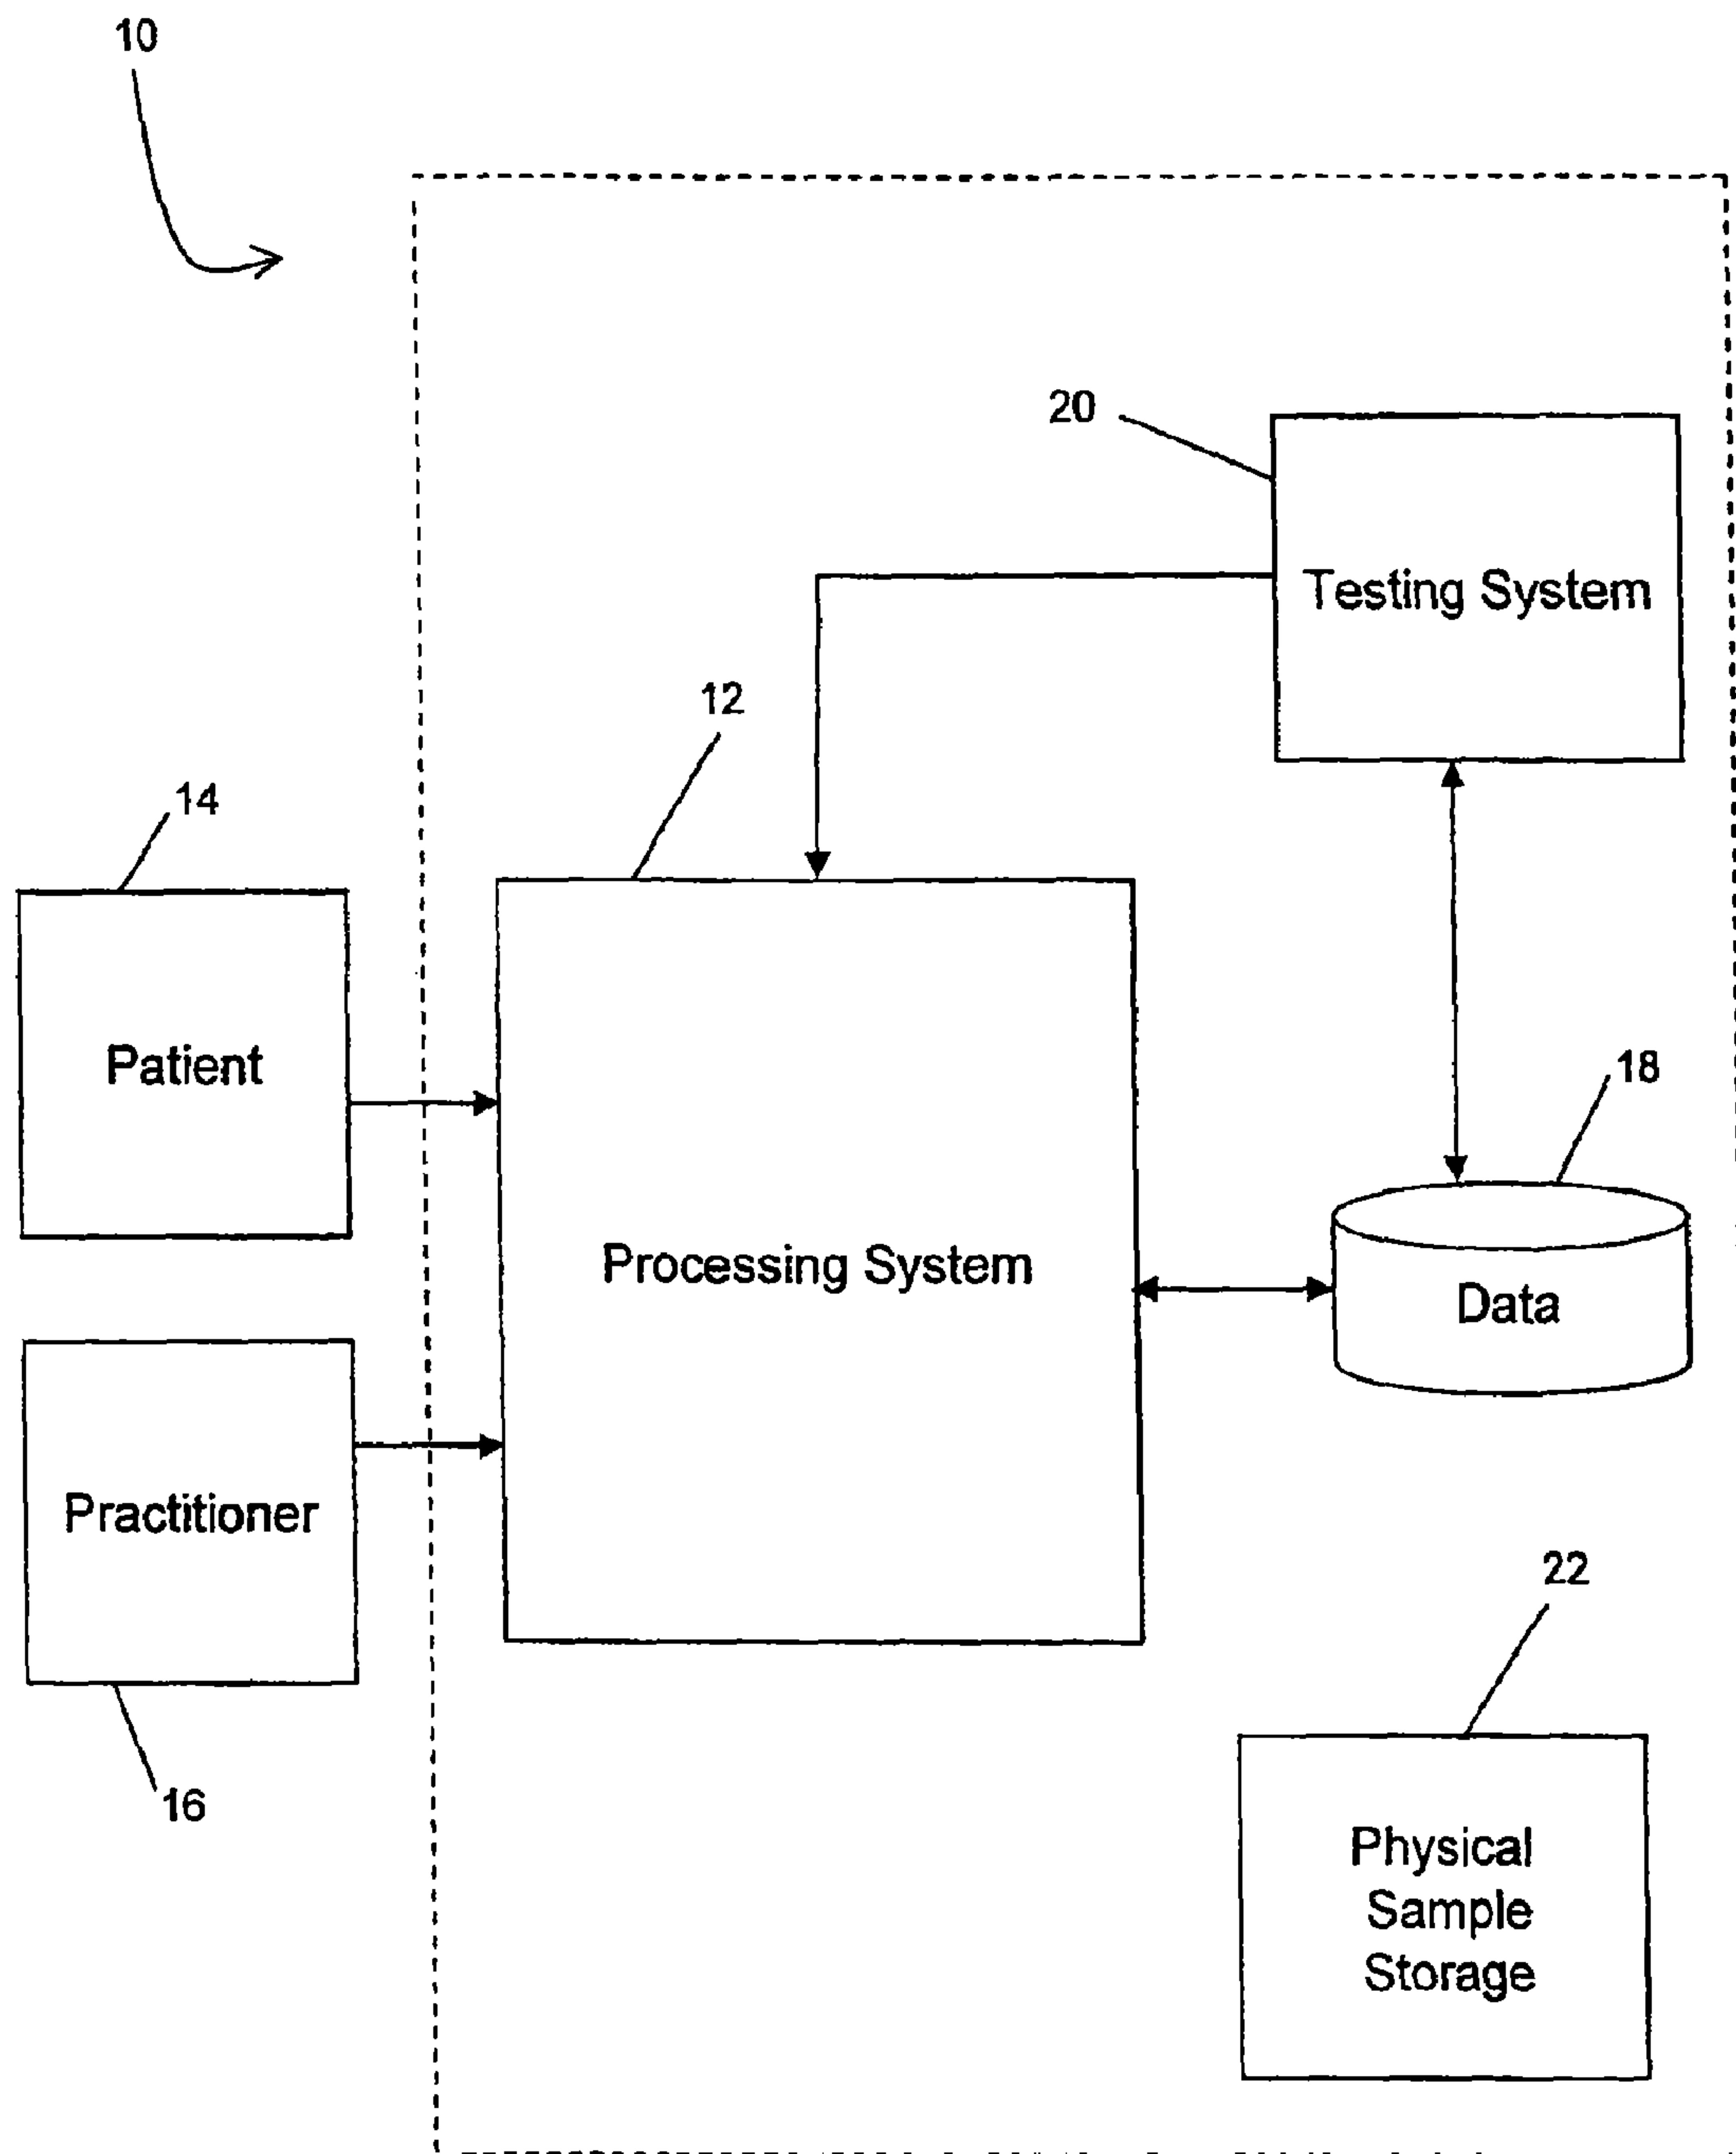 10
20
Testing System
12
14
Patient
18
Processing System
Data
Practitioner
22
16
Physical
Sample
Storage